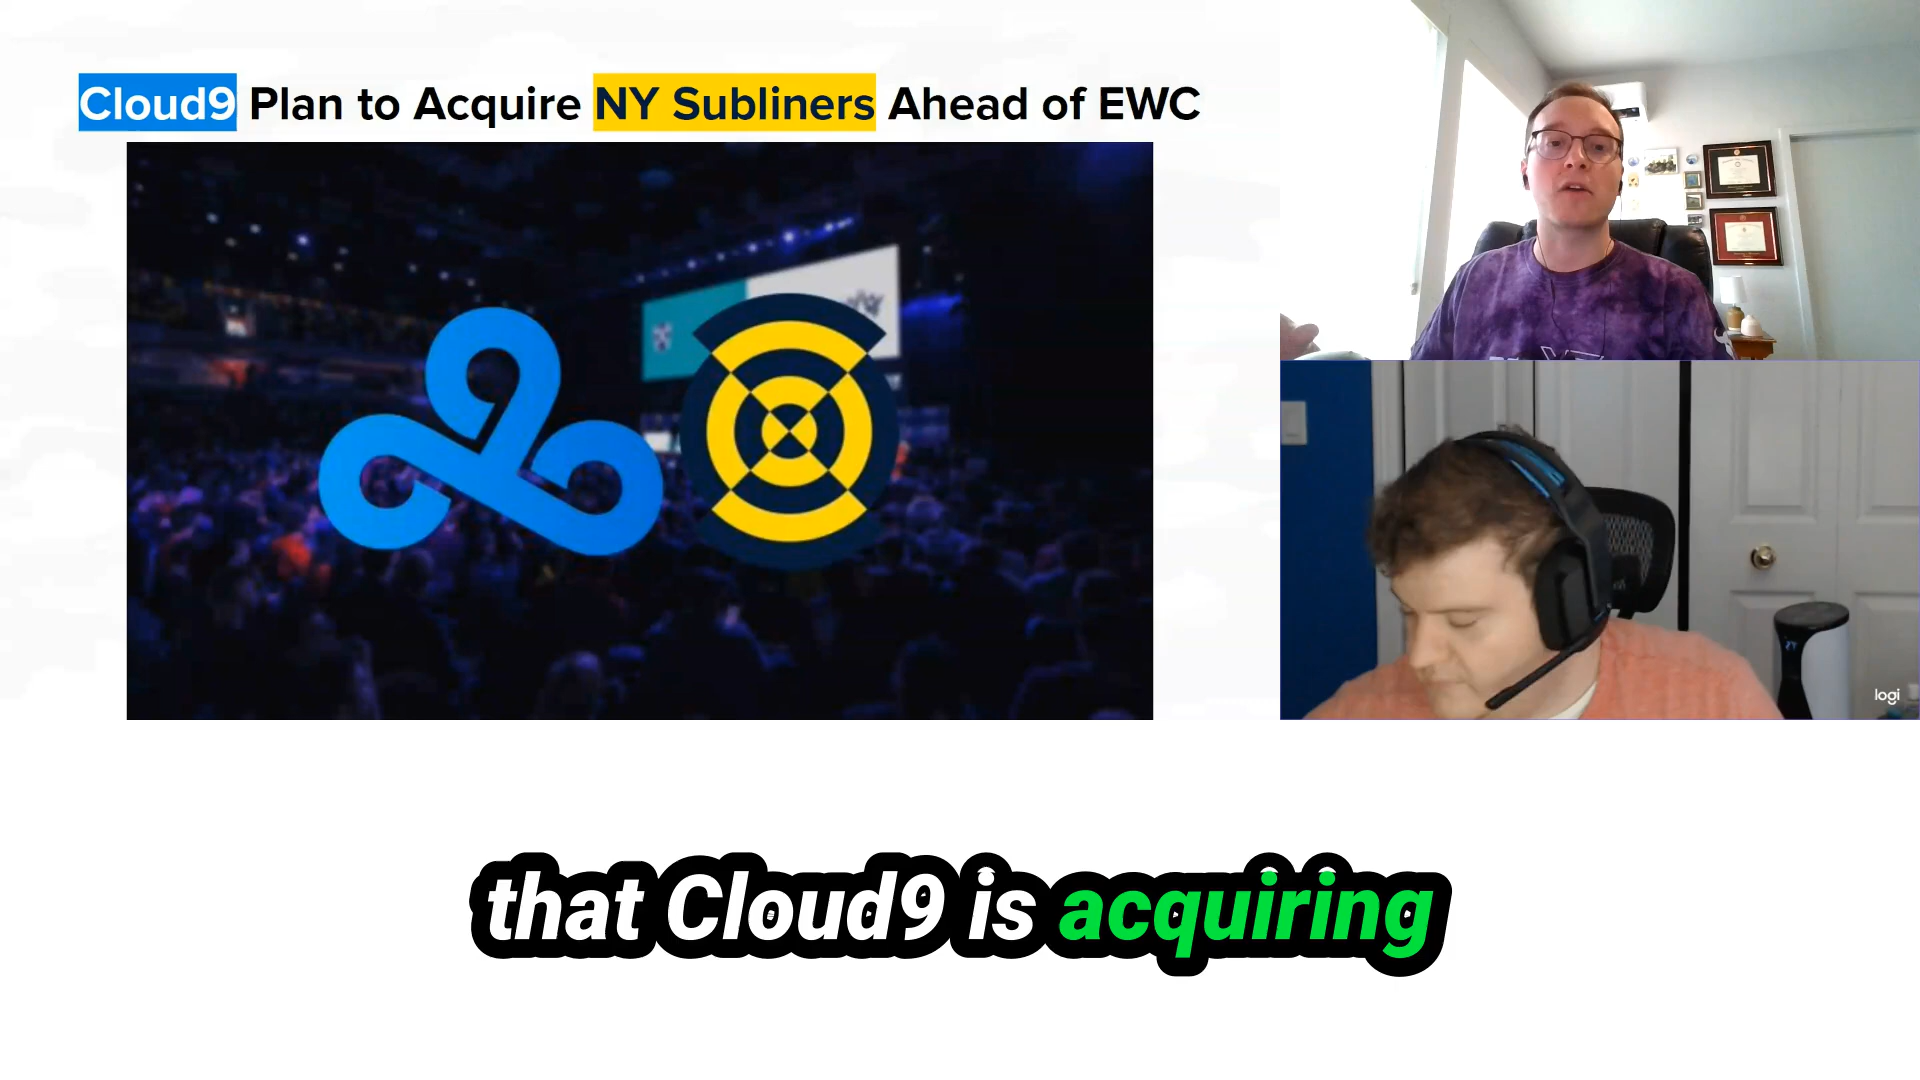 Cloud9 Plan to Acquire NY Subliners Ahead of EWC
logi
that Cloud9 is acquiring